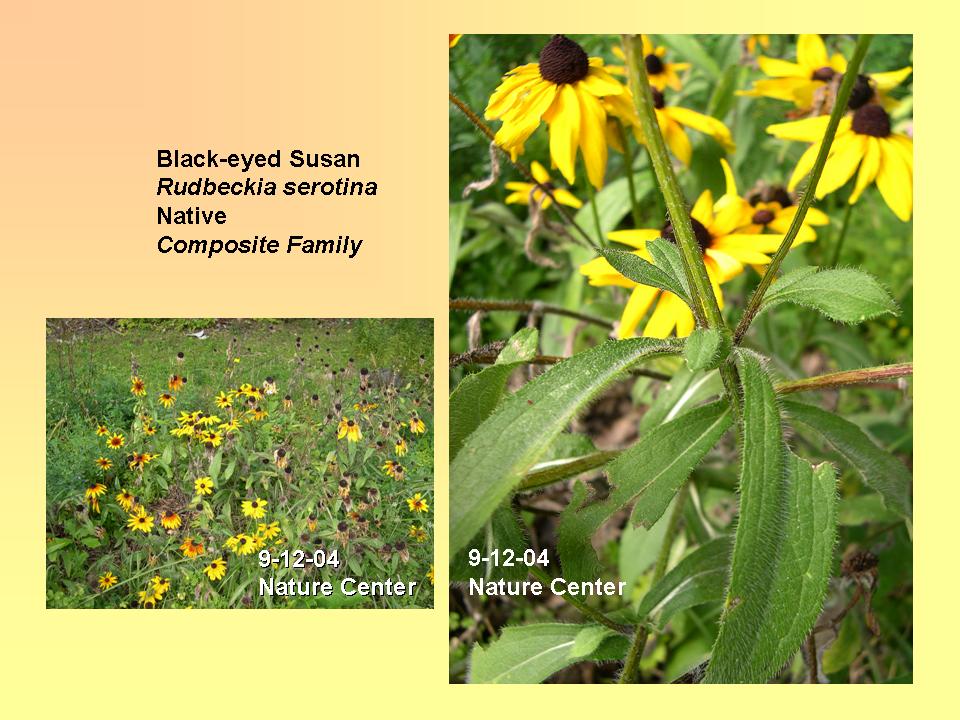 Black-eyed Susan
Rudbeckia serotina
Native
Composite Family
9-12-04
Nature Center
9-12-04
Nature Center